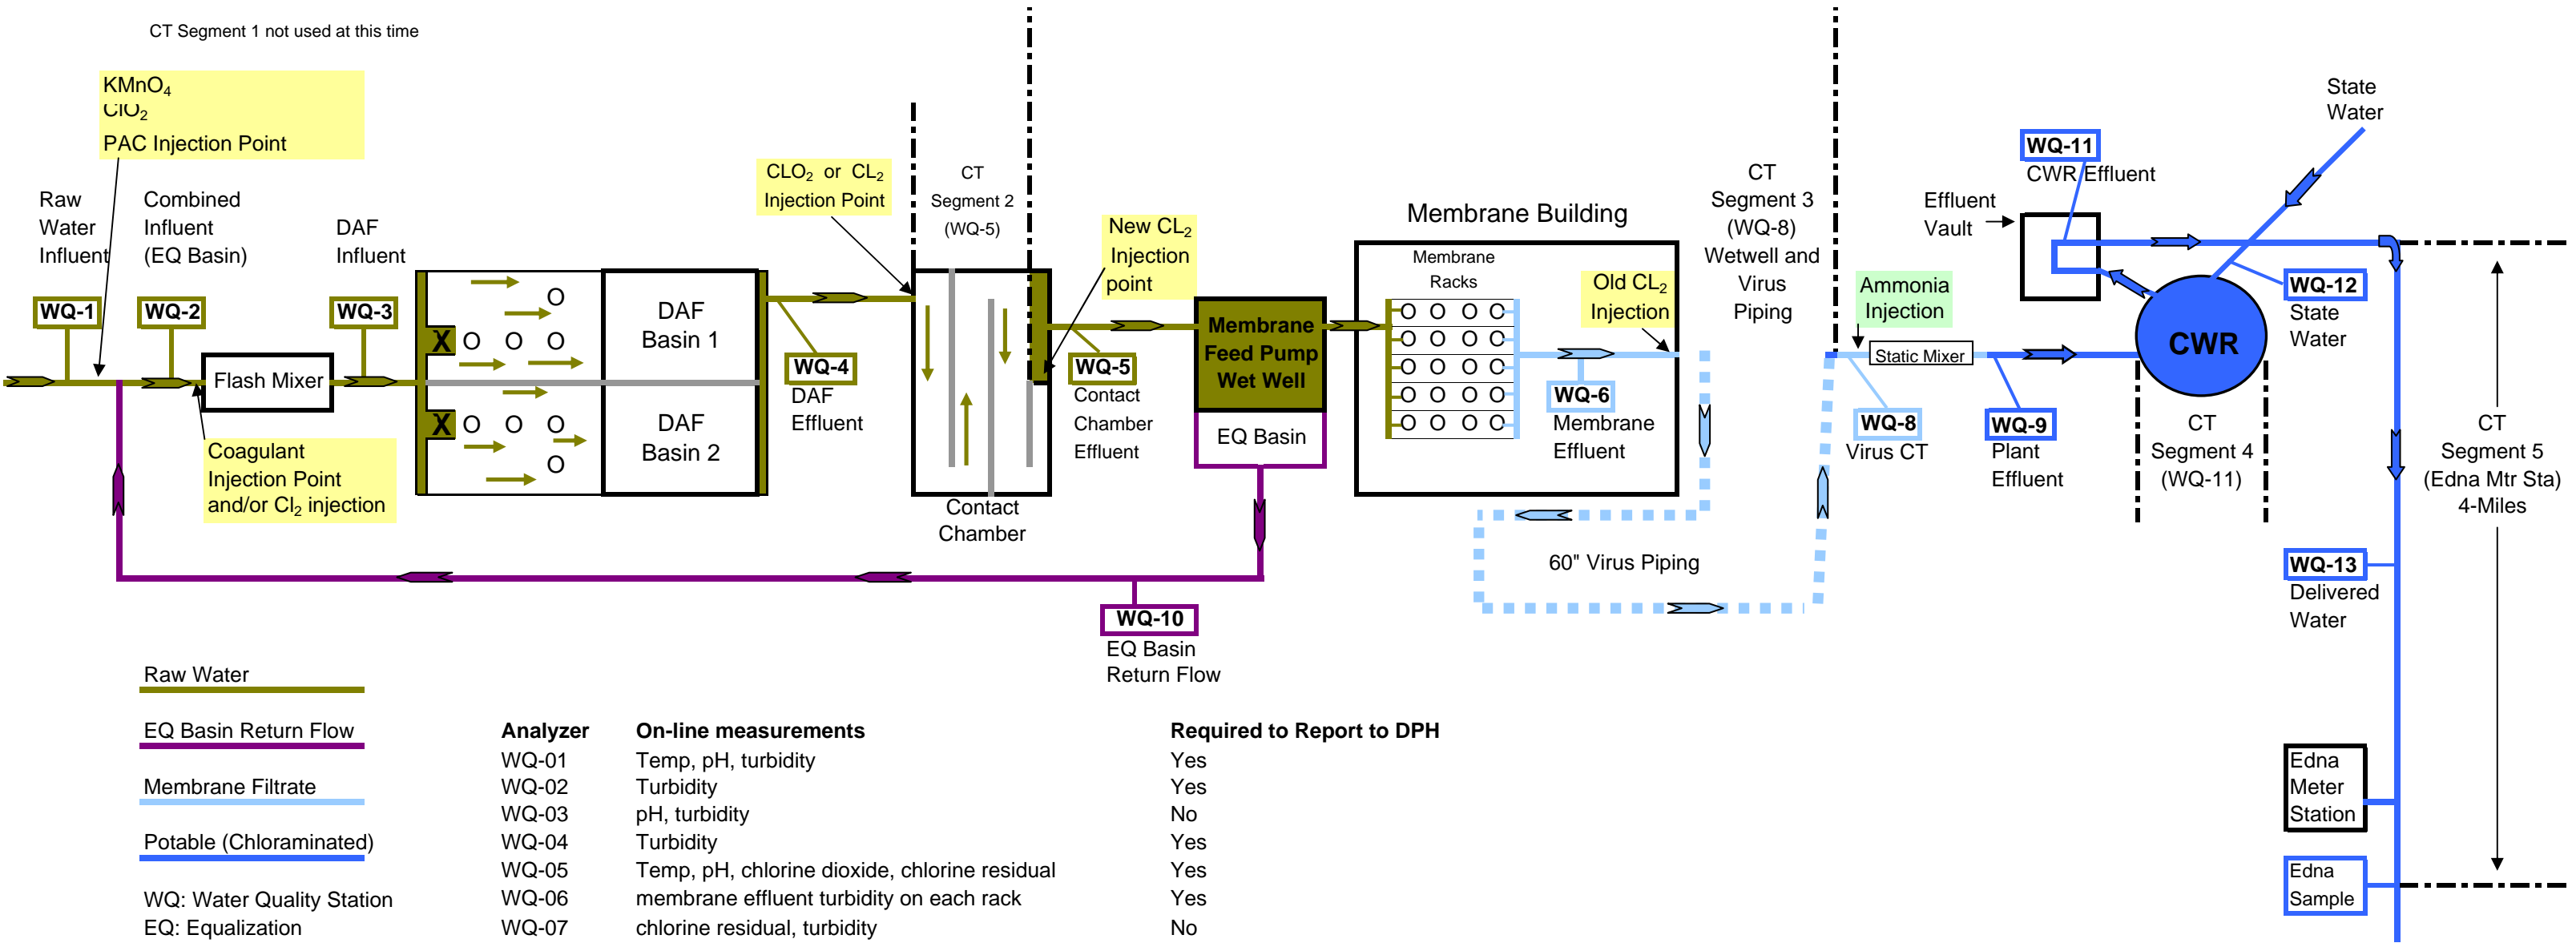 CT Segment 1 not used at this time
KMnO4
ClO2
PAC Injection Point
Raw
Water
Influent
Combined
Influent
(EQ Basin)
DAF
Influent
WQ-1
WQ-2
WQ-3
Flash Mixer
Coagulant
Injection Point
and/or Cl2 injection
X
O
O O O
X
O O O
O
DAF
Basin 1
DAF
Basin 2
CLO2 or CL2
Injection Point
WQ-4
DAF
Effluent
CT
Segment 2
(WQ-5)
Contact
Chamber
New CL2
Injection
point
WQ-5
Contact
Chamber
Effluent
Membrane
Feed Pump
Wet Well
EQ Basin
Membrane Building
Membrane
Racks
O O O C
O O O C
O O O C
O O O C
O O O C
Old CL2
Injection
WQ-6
Membrane
Effluent
CT
Segment 3
(WQ-8)
Wetwell and
Virus
Piping
60" Virus Piping
Ammonia
Injection
Static Mixer
WQ-8
Virus CT
WQ-9
Plant
Effluent
Effluent
Vault
WQ-11
CWR Effluent
State
Water
WQ-12
State
Water
CWR
CT
Segment 4
(WQ-11)
CT
Segment 5
(Edna Mtr Sta)
4-Miles
WQ-13
Delivered
Water
Edna
Meter
Station
Edna
Sample
WQ-10
EQ Basin
Return Flow
Raw Water
EQ Basin Return Flow
Membrane Filtrate
Potable (Chloraminated)
WQ: Water Quality Station
EQ: Equalization
Analyzer On-line measurements Required to Report to DPH
WQ-01 Temp, pH, turbidity Yes
WQ-02 Turbidity Yes
WQ-03 pH, turbidity No
WQ-04 Turbidity Yes
WQ-05 Temp, pH, chlorine dioxide, chlorine residual Yes
WQ-06 membrane effluent turbidity on each rack Yes
WQ-07 chlorine residual, turbidity No